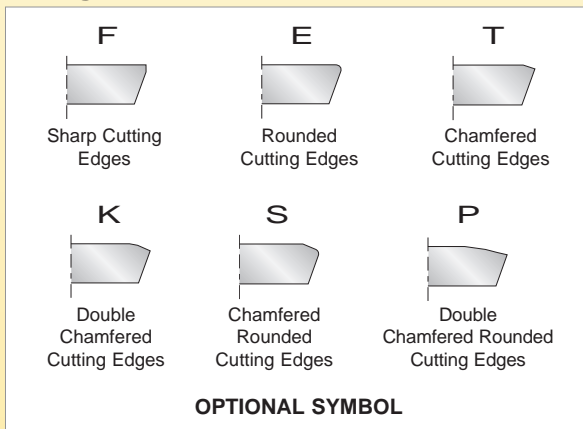 F E T
Sharp Cutting
Edges
Rounded
Cutting Edges
Chamfered
Cutting Edges
K S P
Double
Chamfered
Cutting Edges
Chamfered
Rounded
Cutting Edges
Double
Chamfered Rounded
Cutting Edges
OPTIONAL SYMBOL